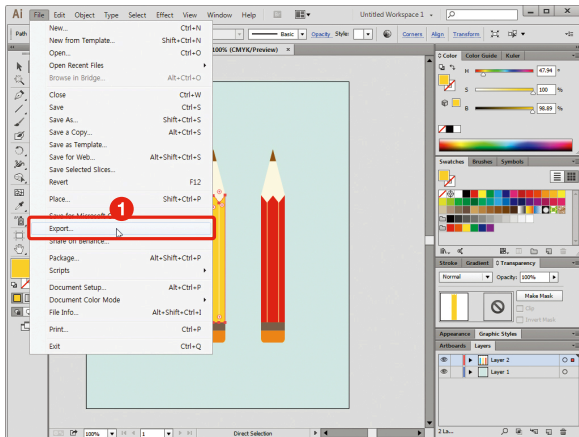 Ai File Edit Object Type Select Effect View Window Help Untitled Workspace 1
Path Basic Opacity Style: Corners Align Transform
100% (CMYK/Preview) ×
New... Ctrl+N
New from Template... Shift+Ctrl+N
Open... Ctrl+O
Open Recent Files
Browse in Bridge... Alt+Ctrl+O
Close Ctrl+W
Save Ctrl+S
Save As... Shift+Ctrl+S
Save a Copy... Alt+Ctrl+S
Save as Template...
Save for Web... Alt+Shift+Ctrl+S
Save Selected Slices...
Revert F12
Place... Shift+Ctrl+P
Save for Microsoft
1
Export...
Share on Behance...
Package... Alt+Shift+Ctrl+P
Scripts
Document Setup... Alt+Ctrl+P
Document Color Mode
File Info... Alt+Shift+Ctrl+I
Print... Ctrl+P
Exit Ctrl+Q
Color Color Guide Kuler
H 47.94 °
S 100 %
B 98.89 %
Swatches Brushes Symbols
Stroke Gradient Transparency
Normal Opacity: 100%
Make Mask
Clip
Invert Mask
Appearance Graphic Styles
Artboards Layers
Layer 2
Layer 1
2 La...
100% 1 Direct Selection